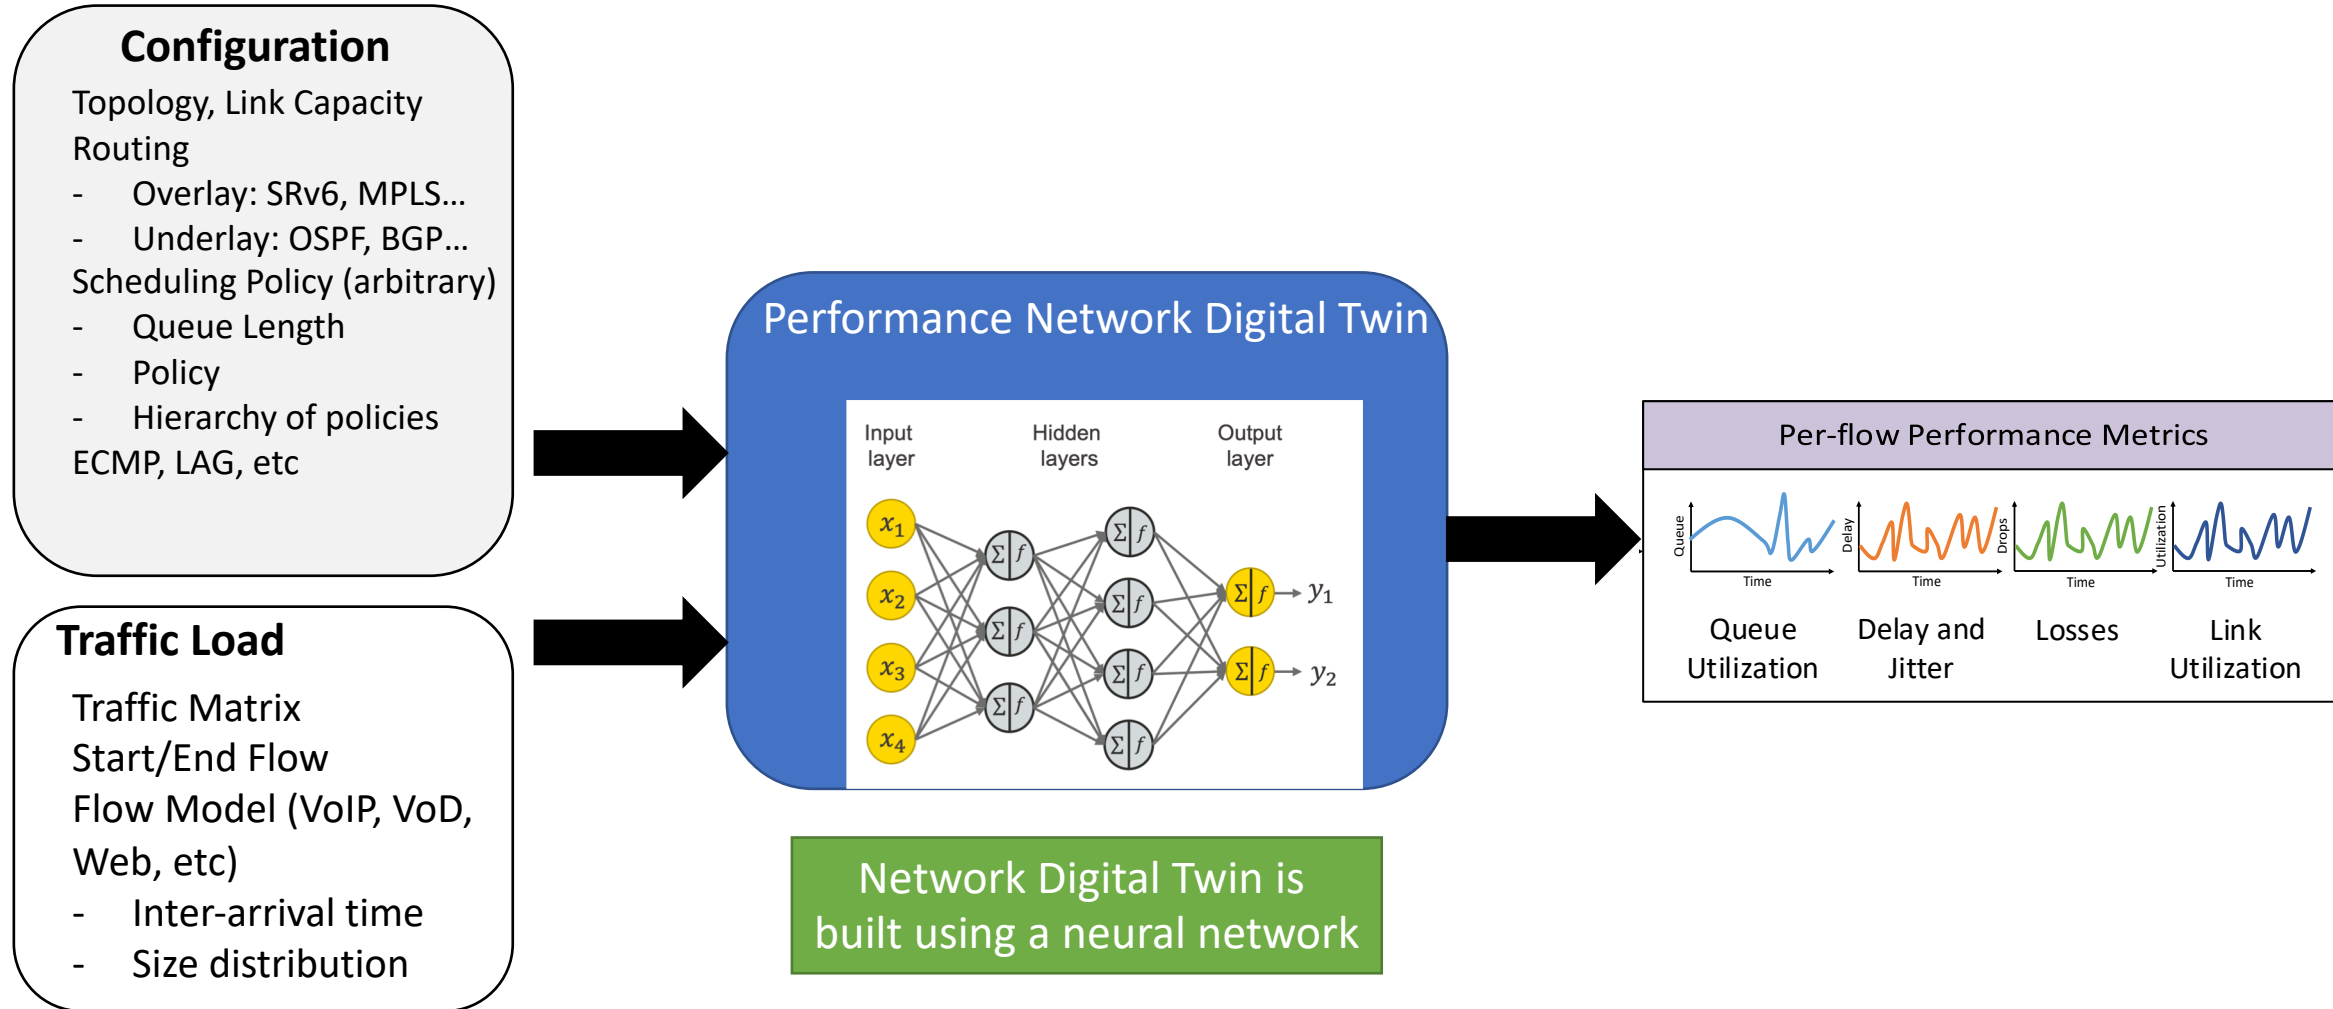 Configuration
Topology, Link Capacity
Routing
- Overlay: SRv6, MPLS...
- Underlay: OSPF, BGP...
Scheduling Policy (arbitrary)
- Queue Length
- Policy
- Hierarchy of policies
ECMP, LAG, etc
Traffic Load
Traffic Matrix
Start/End Flow
Flow Model (VoIP, VoD,
Web, etc)
- Inter-arrival time
- Size distribution
Performance Network Digital Twin
Input
layer
Hidden
layers
Output
layer
x1
x2
x3
x4
Σ f
Σ f
Σ f
Σ f
Σ f
Σ f
Σ f
Σ f
Σ f
y1
y2
Network Digital Twin is
built using a neural network
Per-flow Performance Metrics
Queue
Time
Delay
Time
Drops
Time
Utilization
Time
Queue
Utilization
Delay and
Jitter
Losses
Link
Utilization